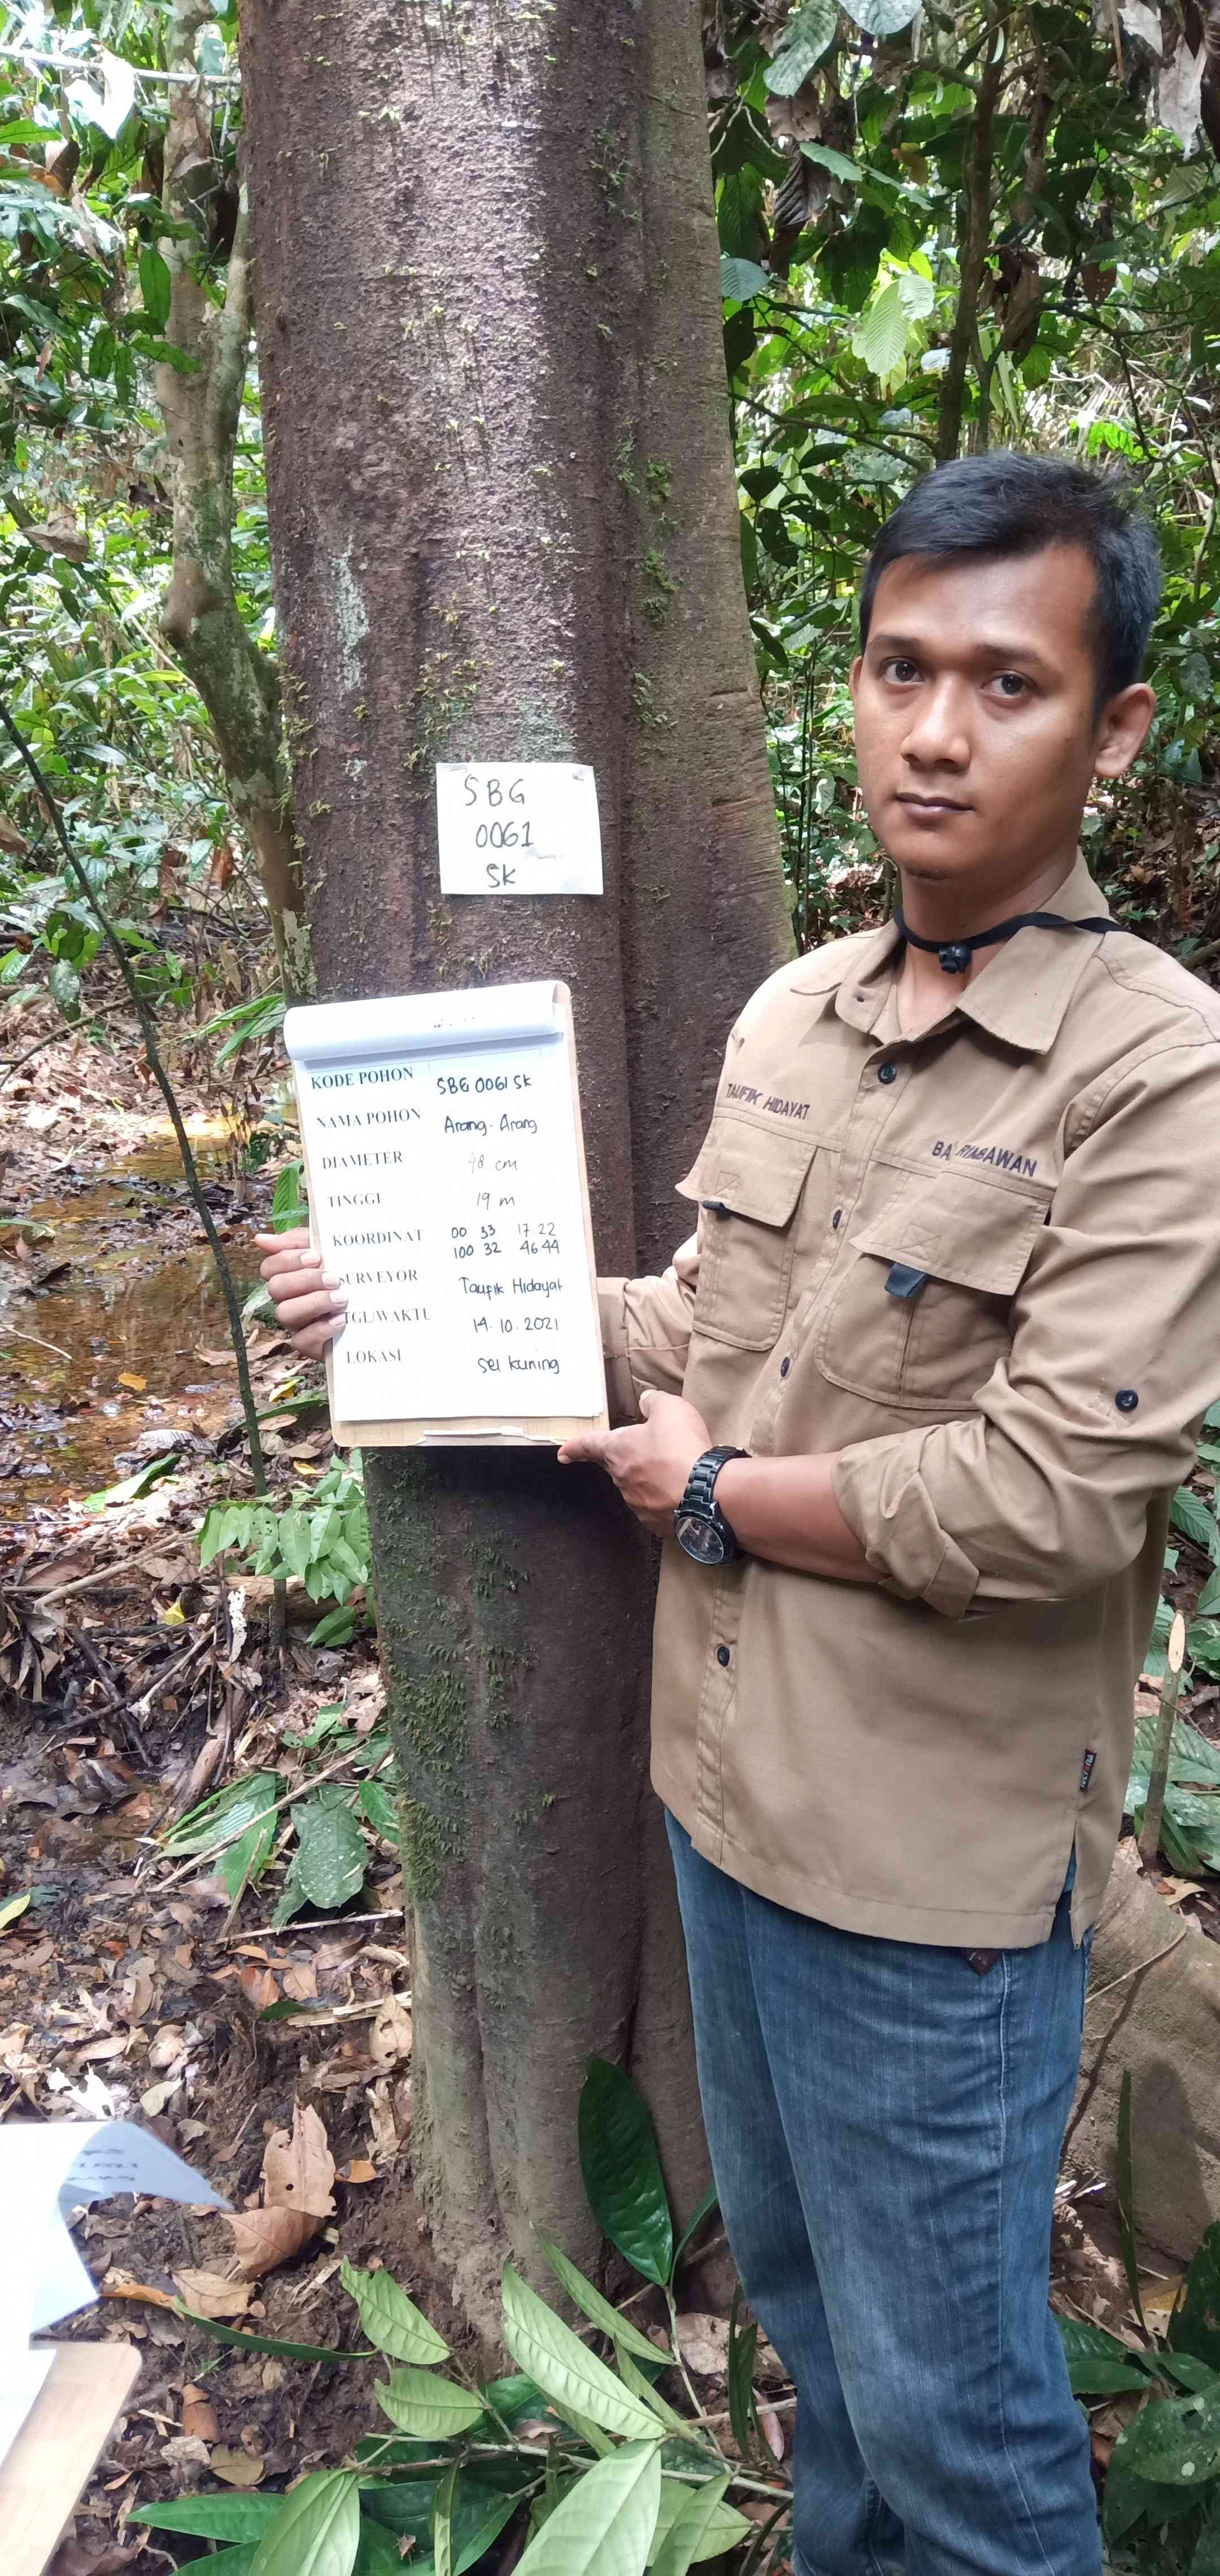 SBG
0061
SK
KODE POHON SBG 0061 SK
NAMA POHON Arang-Arang
DIAMETER 48 cm
TINGGI 19 m
KOORDINAT 00 33 17.22
100 32 46.44
SURVEYOR Taufik Hidayat
TGL/WAKTU 14.10.2021
LOKASI Sei kuning
TAUFIK HIDAYAT
RIMBAWAN